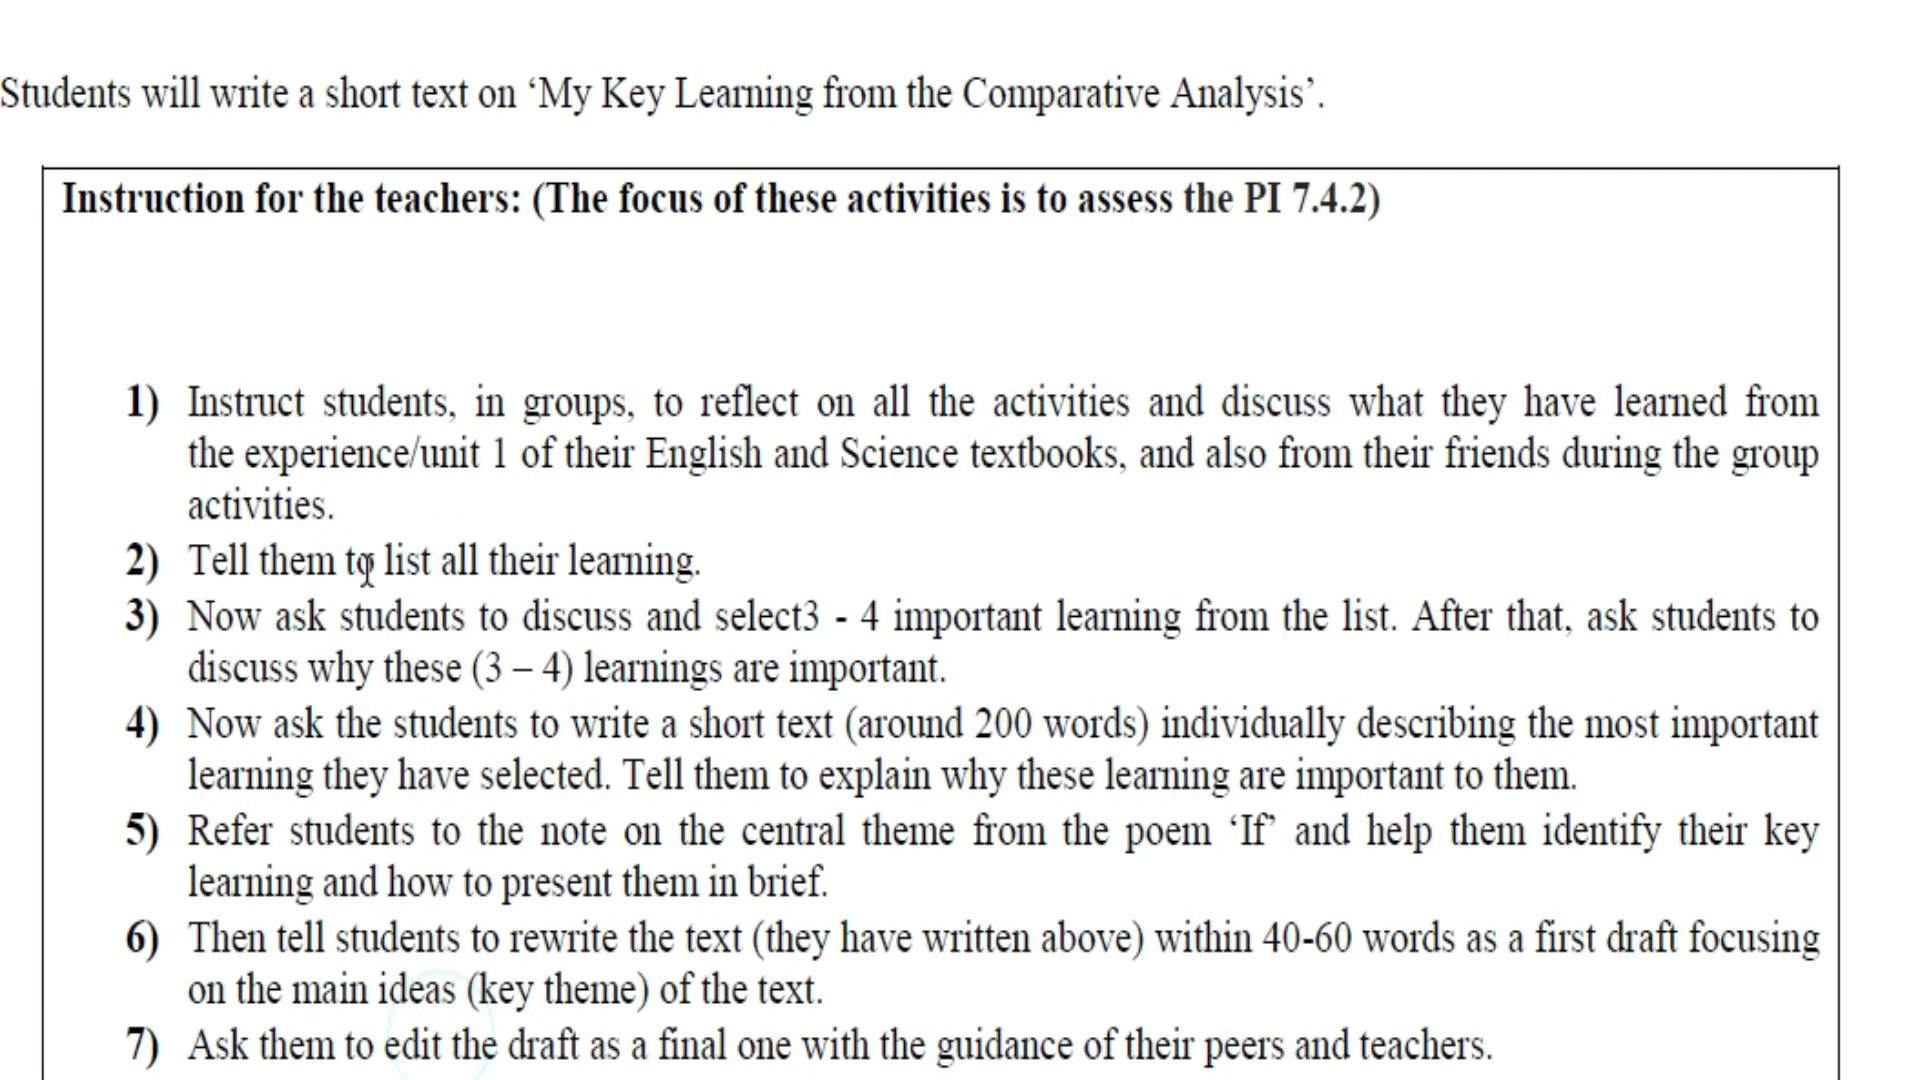 Students will write a short text on ‘My Key Learning from the Comparative Analysis’.
Instruction for the teachers: (The focus of these activities is to assess the PI 7.4.2)
1) Instruct students, in groups, to reflect on all the activities and discuss what they have learned from
the experience/unit 1 of their English and Science textbooks, and also from their friends during the group
activities.
2) Tell them to list all their learning.
3) Now ask students to discuss and select3 - 4 important learning from the list. After that, ask students to
discuss why these (3 – 4) learnings are important.
4) Now ask the students to write a short text (around 200 words) individually describing the most important
learning they have selected. Tell them to explain why these learning are important to them.
5) Refer students to the note on the central theme from the poem ‘If’ and help them identify their key
learning and how to present them in brief.
6) Then tell students to rewrite the text (they have written above) within 40-60 words as a first draft focusing
on the main ideas (key theme) of the text.
7) Ask them to edit the draft as a final one with the guidance of their peers and teachers.